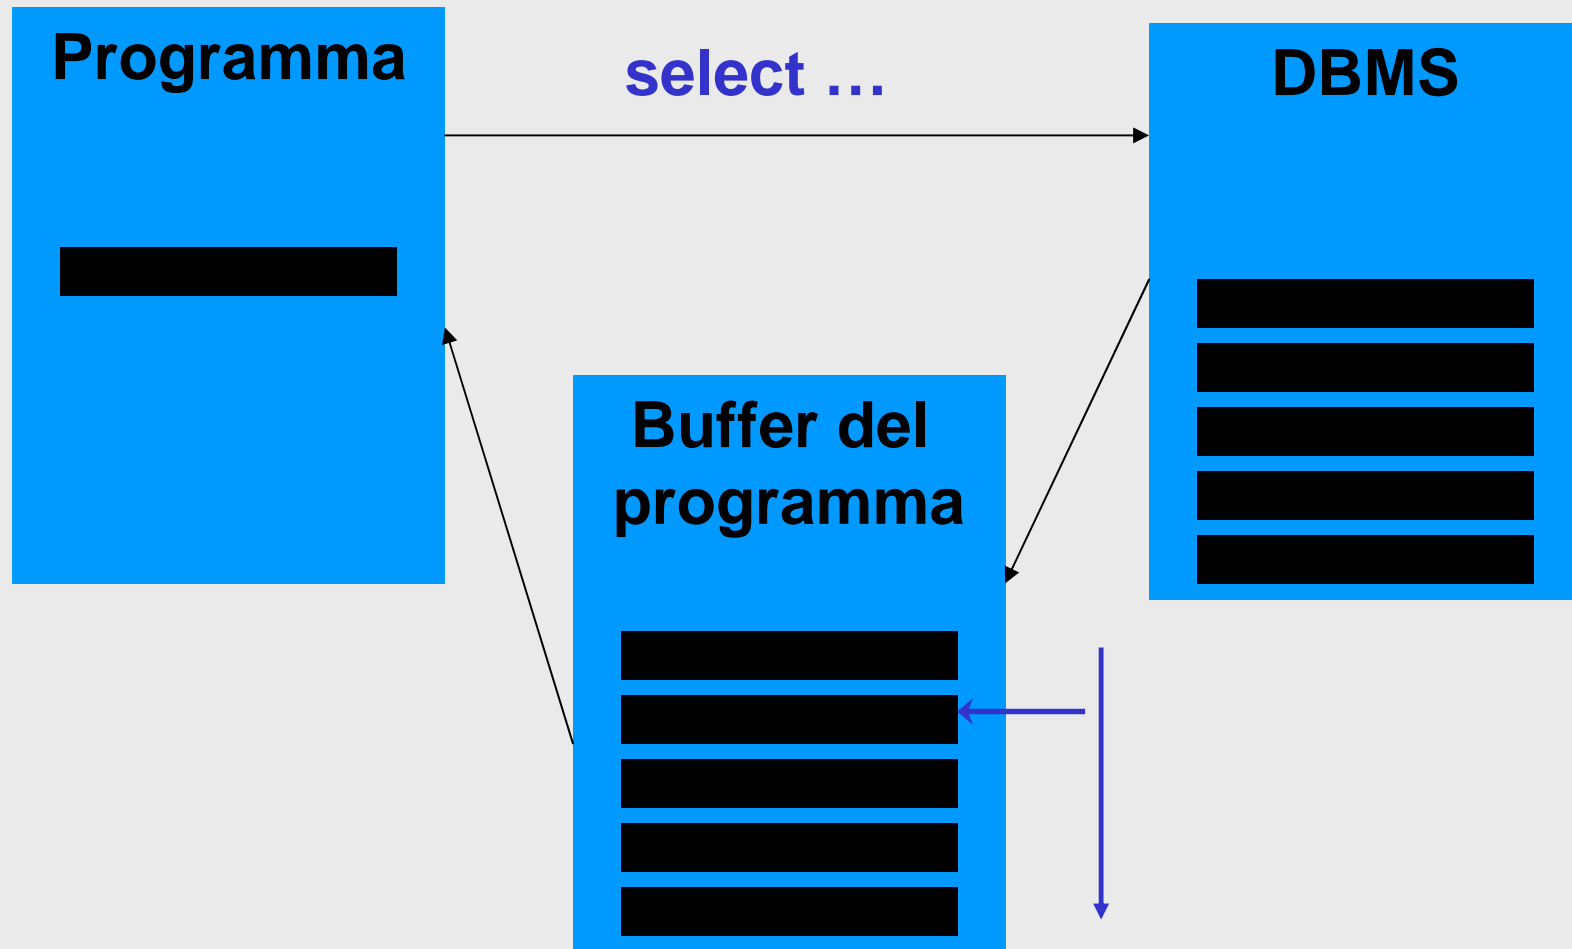 Programma
select …
DBMS
Buffer del
programma